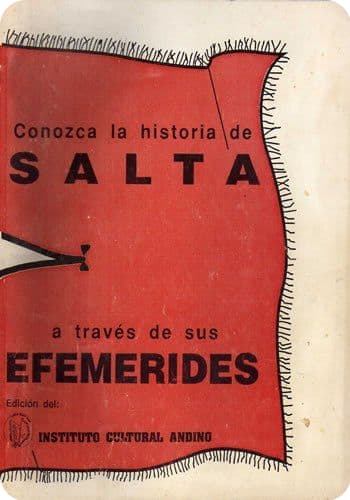 Conozca la historia de
SALTA
a través de sus
EFEMERIDES
Edición del:
INSTITUTO CULTURAL ANDINO